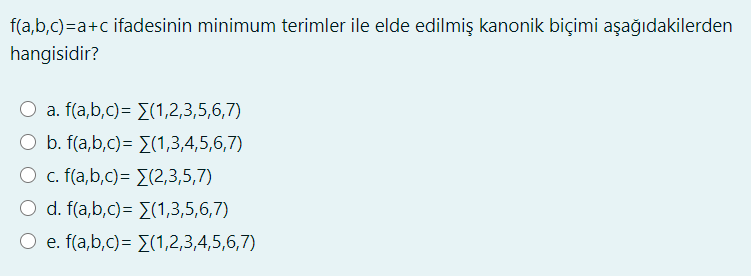 f(a,b,c)=a+c ifadesinin minimum terimler ile elde edilmiş kanonik biçimi aşağıdakilerden
hangisidir?
a. f(a,b,c)= ∑(1,2,3,5,6,7)
b. f(a,b,c)= ∑(1,3,4,5,6,7)
c. f(a,b,c)= ∑(2,3,5,7)
d. f(a,b,c)= ∑(1,3,5,6,7)
e. f(a,b,c)= ∑(1,2,3,4,5,6,7)